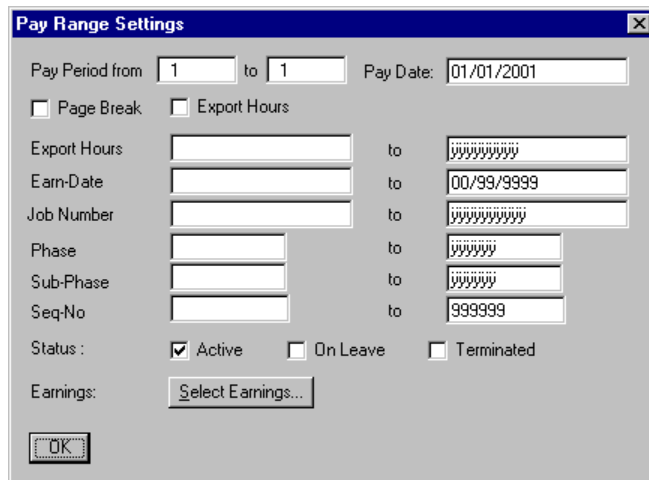 Pay Range Settings
Pay Period from 1 to 1 Pay Date: 01/01/2001
Page Break Export Hours
Export Hours to ÿÿÿÿÿÿÿÿÿ
Earn-Date to 00/99/9999
Job Number to ÿÿÿÿÿÿÿÿÿÿ
Phase to ÿÿÿÿÿÿ
Sub-Phase to ÿÿÿÿÿÿ
Seq-No to 999999
Status : Active On Leave Terminated
Earnings: Select Earnings...
OK